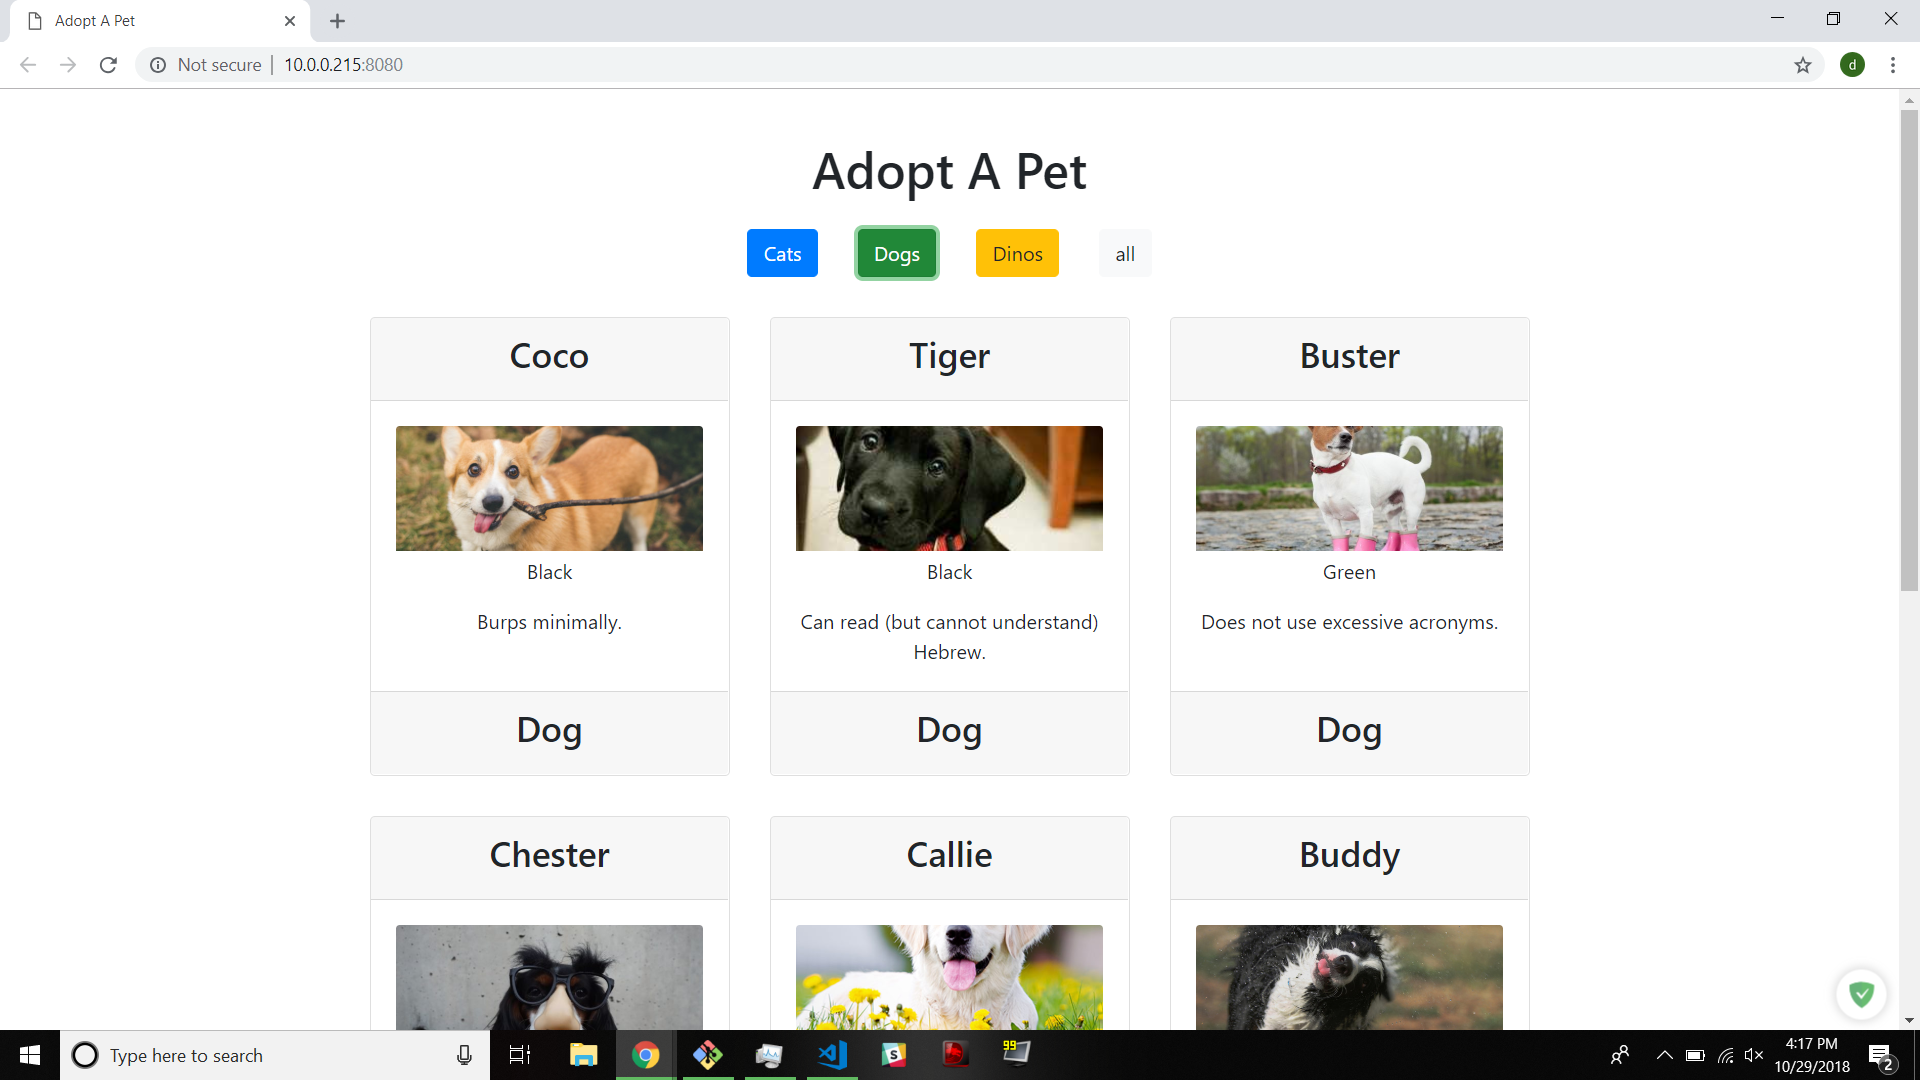 Adopt A Pet
Not secure | 10.0.0.215:8080
d
Adopt A Pet
Cats Dogs Dinos all
Coco Tiger Buster
Black Black Green
Burps minimally. Can read (but cannot understand) Does not use excessive acronyms.
Hebrew.
Dog Dog Dog
Chester Callie Buddy
Type here to search
S
99
4:17 PM
10/29/2018
2